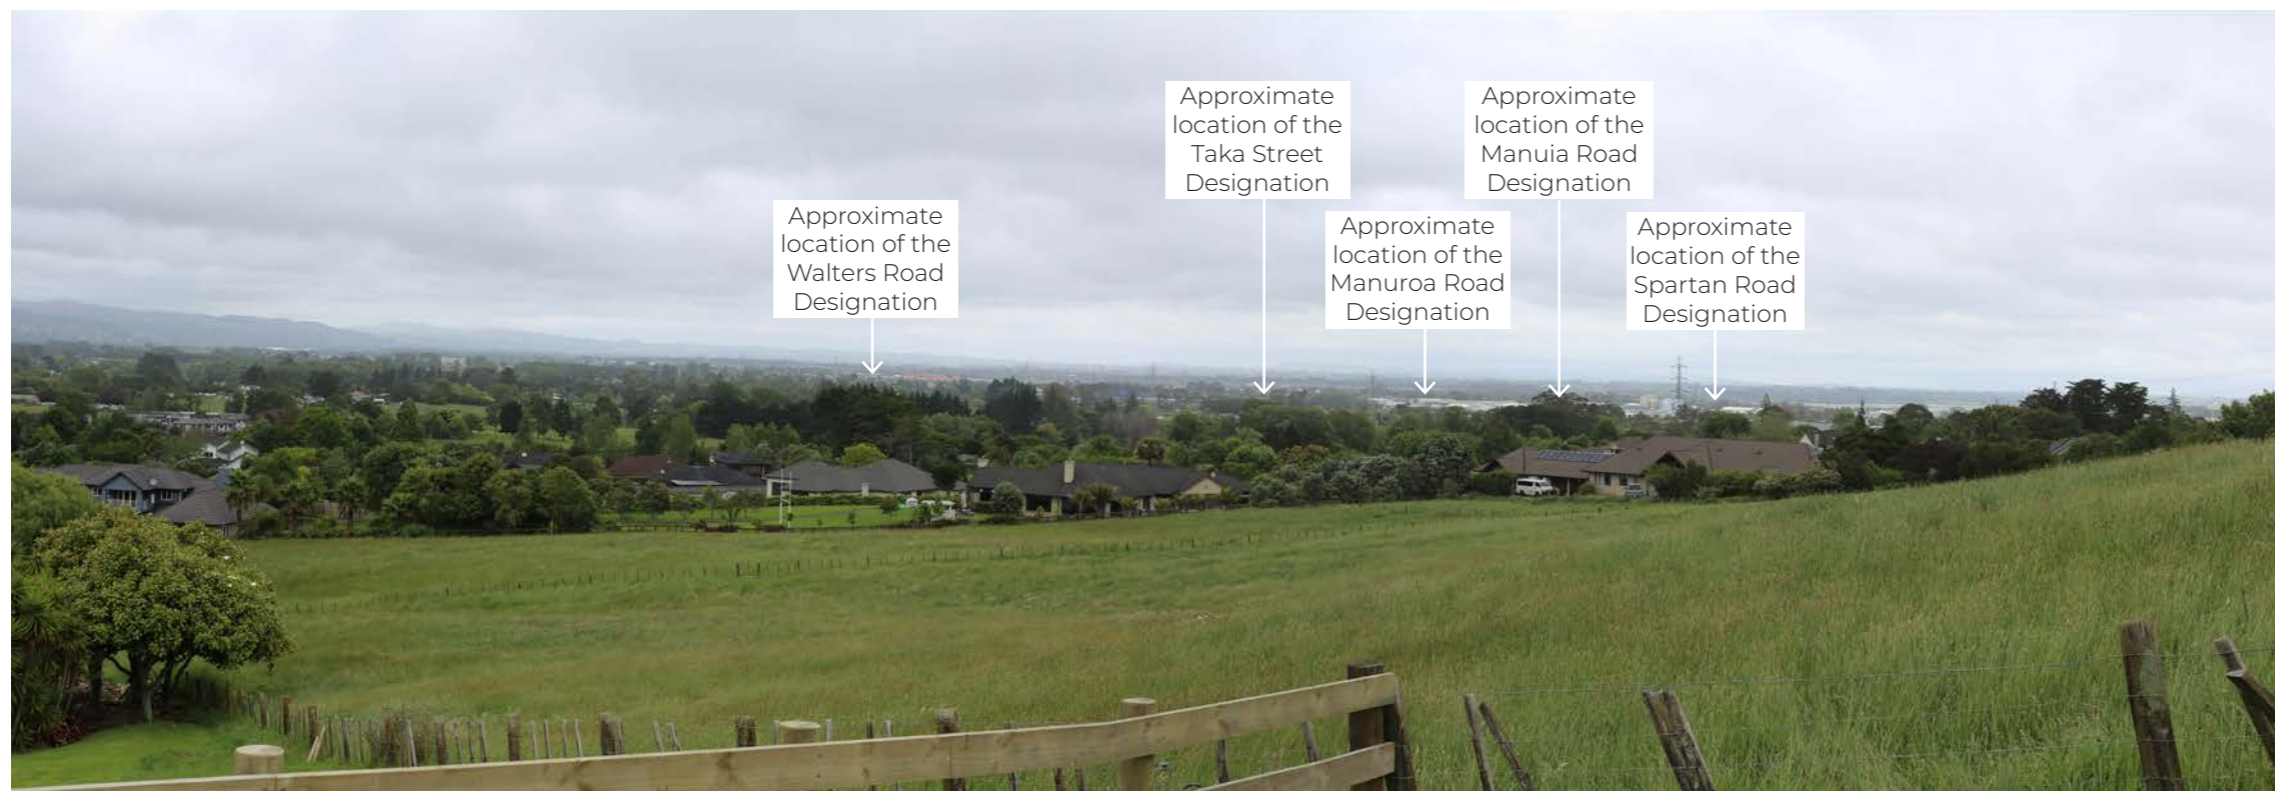 Approximate
location of the
Walters Road
Designation
Approximate
location of the
Taka Street
Designation
Approximate
location of the
Manuroa Road
Designation
Approximate
location of the
Manuia Road
Designation
Approximate
location of the
Spartan Road
Designation